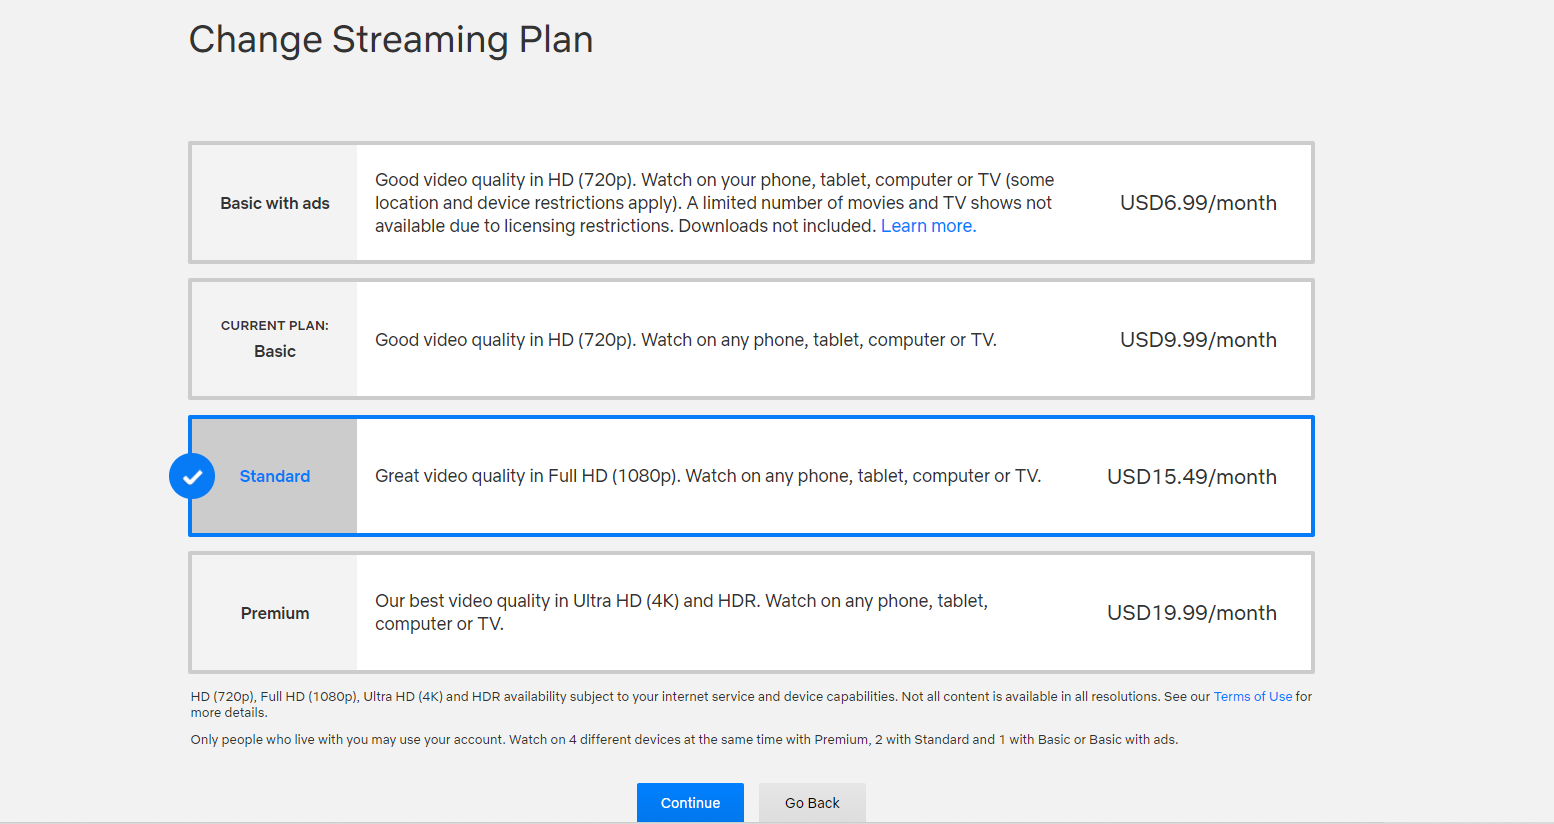 Change Streaming Plan
Basic with ads
Good video quality in HD (720p). Watch on your phone, tablet, computer or TV (some
location and device restrictions apply). A limited number of movies and TV shows not
available due to licensing restrictions. Downloads not included. Learn more.
USD6.99/month
CURRENT PLAN:
Basic
Good video quality in HD (720p). Watch on any phone, tablet, computer or TV.
USD9.99/month
Standard
Great video quality in Full HD (1080p). Watch on any phone, tablet, computer or TV.
USD15.49/month
Premium
Our best video quality in Ultra HD (4K) and HDR. Watch on any phone, tablet,
computer or TV.
USD19.99/month
HD (720p), Full HD (1080p), Ultra HD (4K) and HDR availability subject to your internet service and device capabilities. Not all content is available in all resolutions. See our Terms of Use for
more details.
Only people who live with you may use your account. Watch on 4 different devices at the same time with Premium, 2 with Standard and 1 with Basic or Basic with ads.
Continue
Go Back